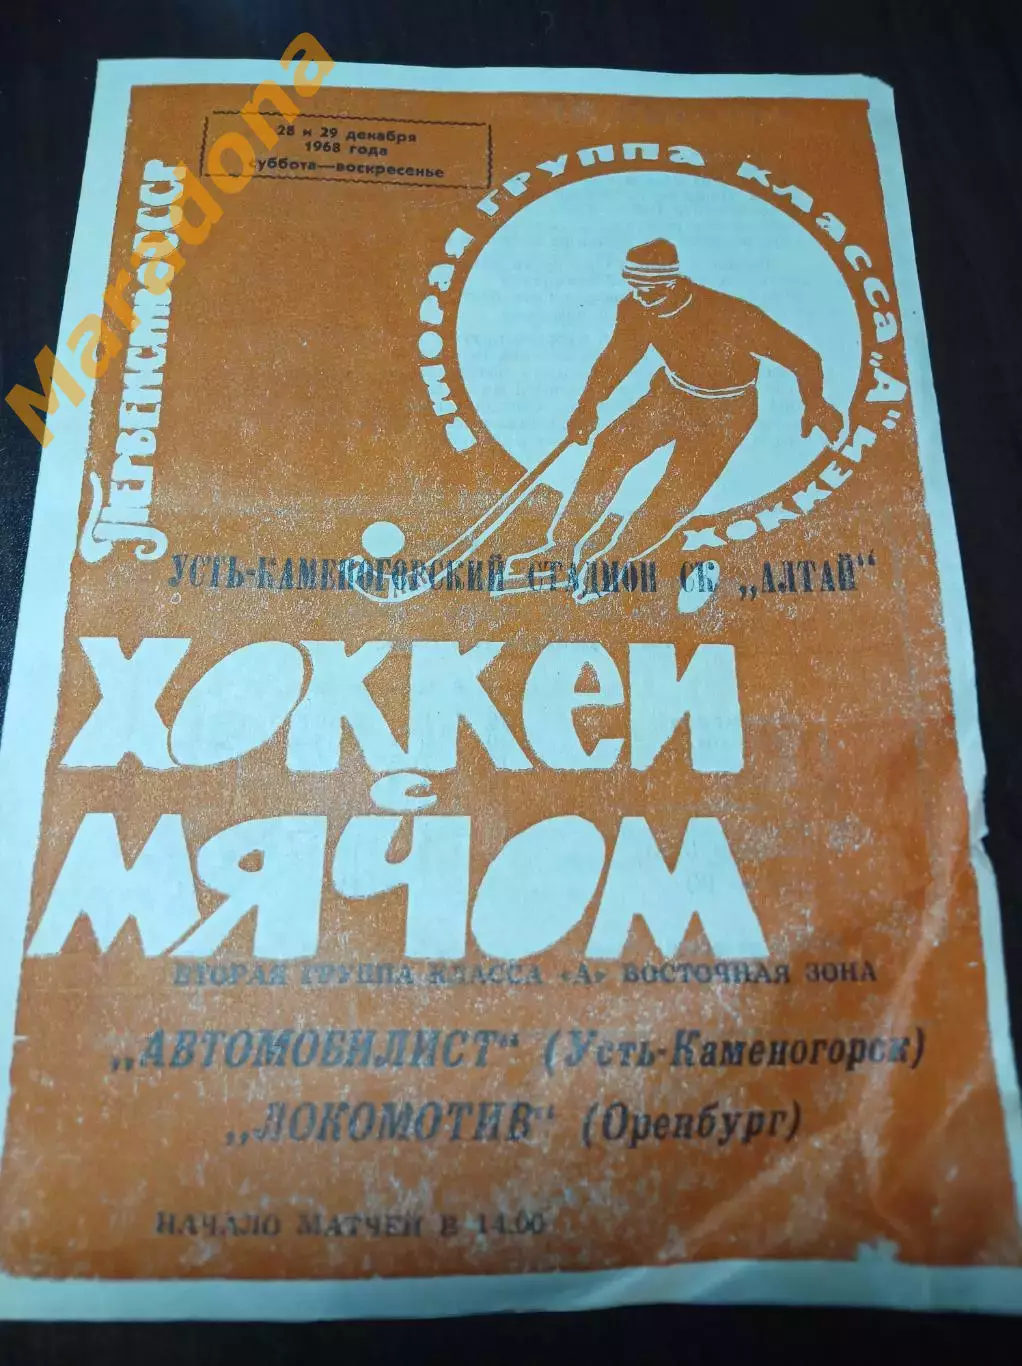 28 и 29 декабря
1968 года
суббота—воскресенье
Первенство СССР
вторая группа класса „А"
хоккей
УСТЬ-КАМЕНОГОРСКИЙ СТАДИОН СК „АЛТАЙ"
ХОККЕЙ
С
МЯЧОМ
ВТОРАЯ ГРУППА КЛАССА «А» ВОСТОЧНАЯ ЗОНА
„АВТОМОБИЛИСТ" (Усть-Каменогорск)
„ЛОКОМОТИВ" (Оренбург)
НАЧАЛО МАТЧЕЙ В 14.00
Maradona